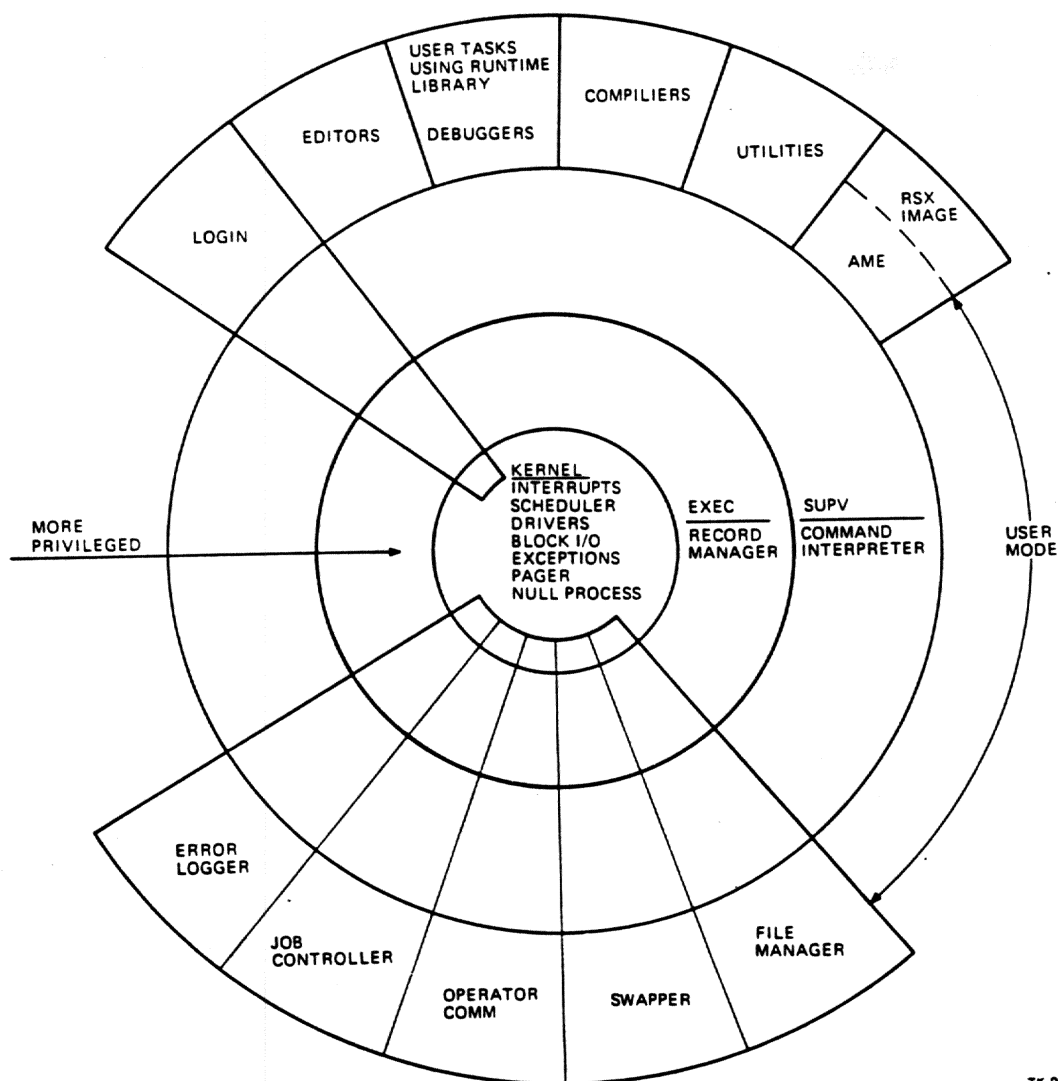 USER TASKS
USING RUNTIME
LIBRARY
DEBUGGERS
COMPILIERS
EDITORS
UTILITIES
LOGIN
RSX
IMAGE
AME
KERNEL
INTERRUPTS
SCHEDULER
DRIVERS
BLOCK I/O
EXCEPTIONS
PAGER
NULL PROCESS
EXEC
RECORD
MANAGER
SUPV
COMMAND
INTERPRETER
USER
MODE
MORE
PRIVILEGED
ERROR
LOGGER
JOB
CONTROLLER
OPERATOR
COMM
SWAPPER
FILE
MANAGER